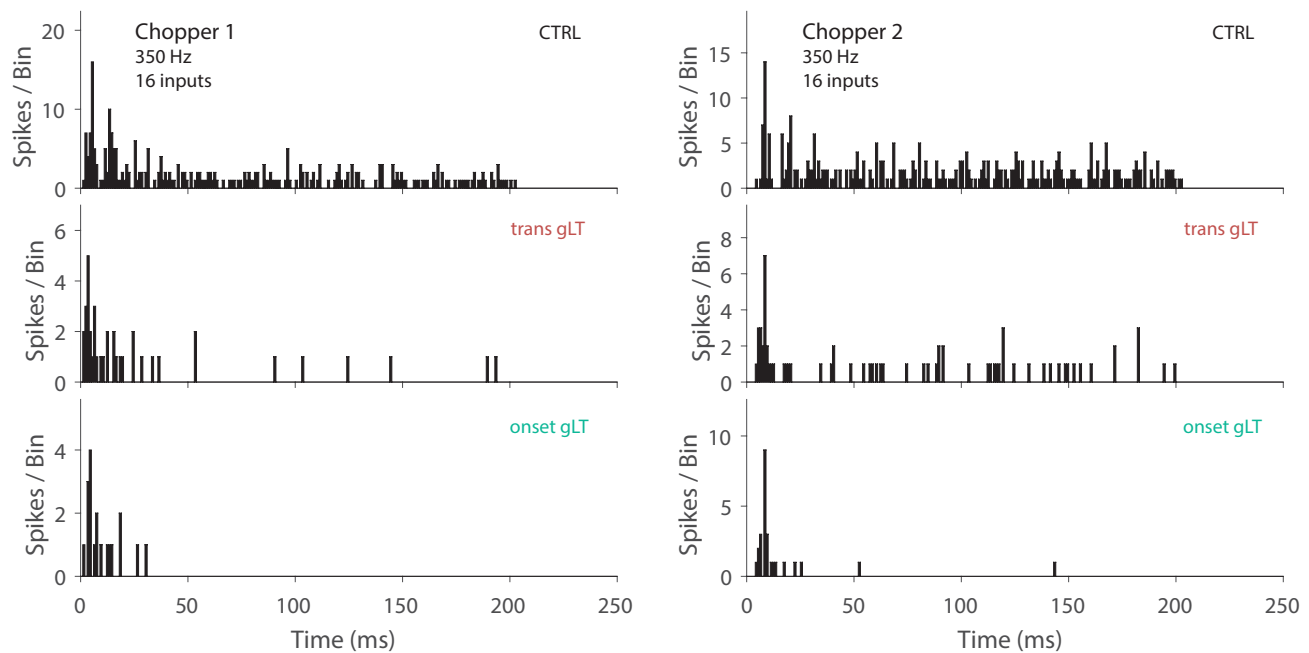 Chopper 1
350 Hz
16 inputs
CTRL
Spikes / Bin
20
10
0
trans gLT
Spikes / Bin
6
4
2
0
onset gLT
Spikes / Bin
4
2
0
0 50 100 150 200 250
Time (ms)
Chopper 2
350 Hz
16 inputs
CTRL
Spikes / Bin
15
10
5
0
trans gLT
Spikes / Bin
8
6
4
2
0
onset gLT
Spikes / Bin
10
5
0
0 50 100 150 200 250
Time (ms)